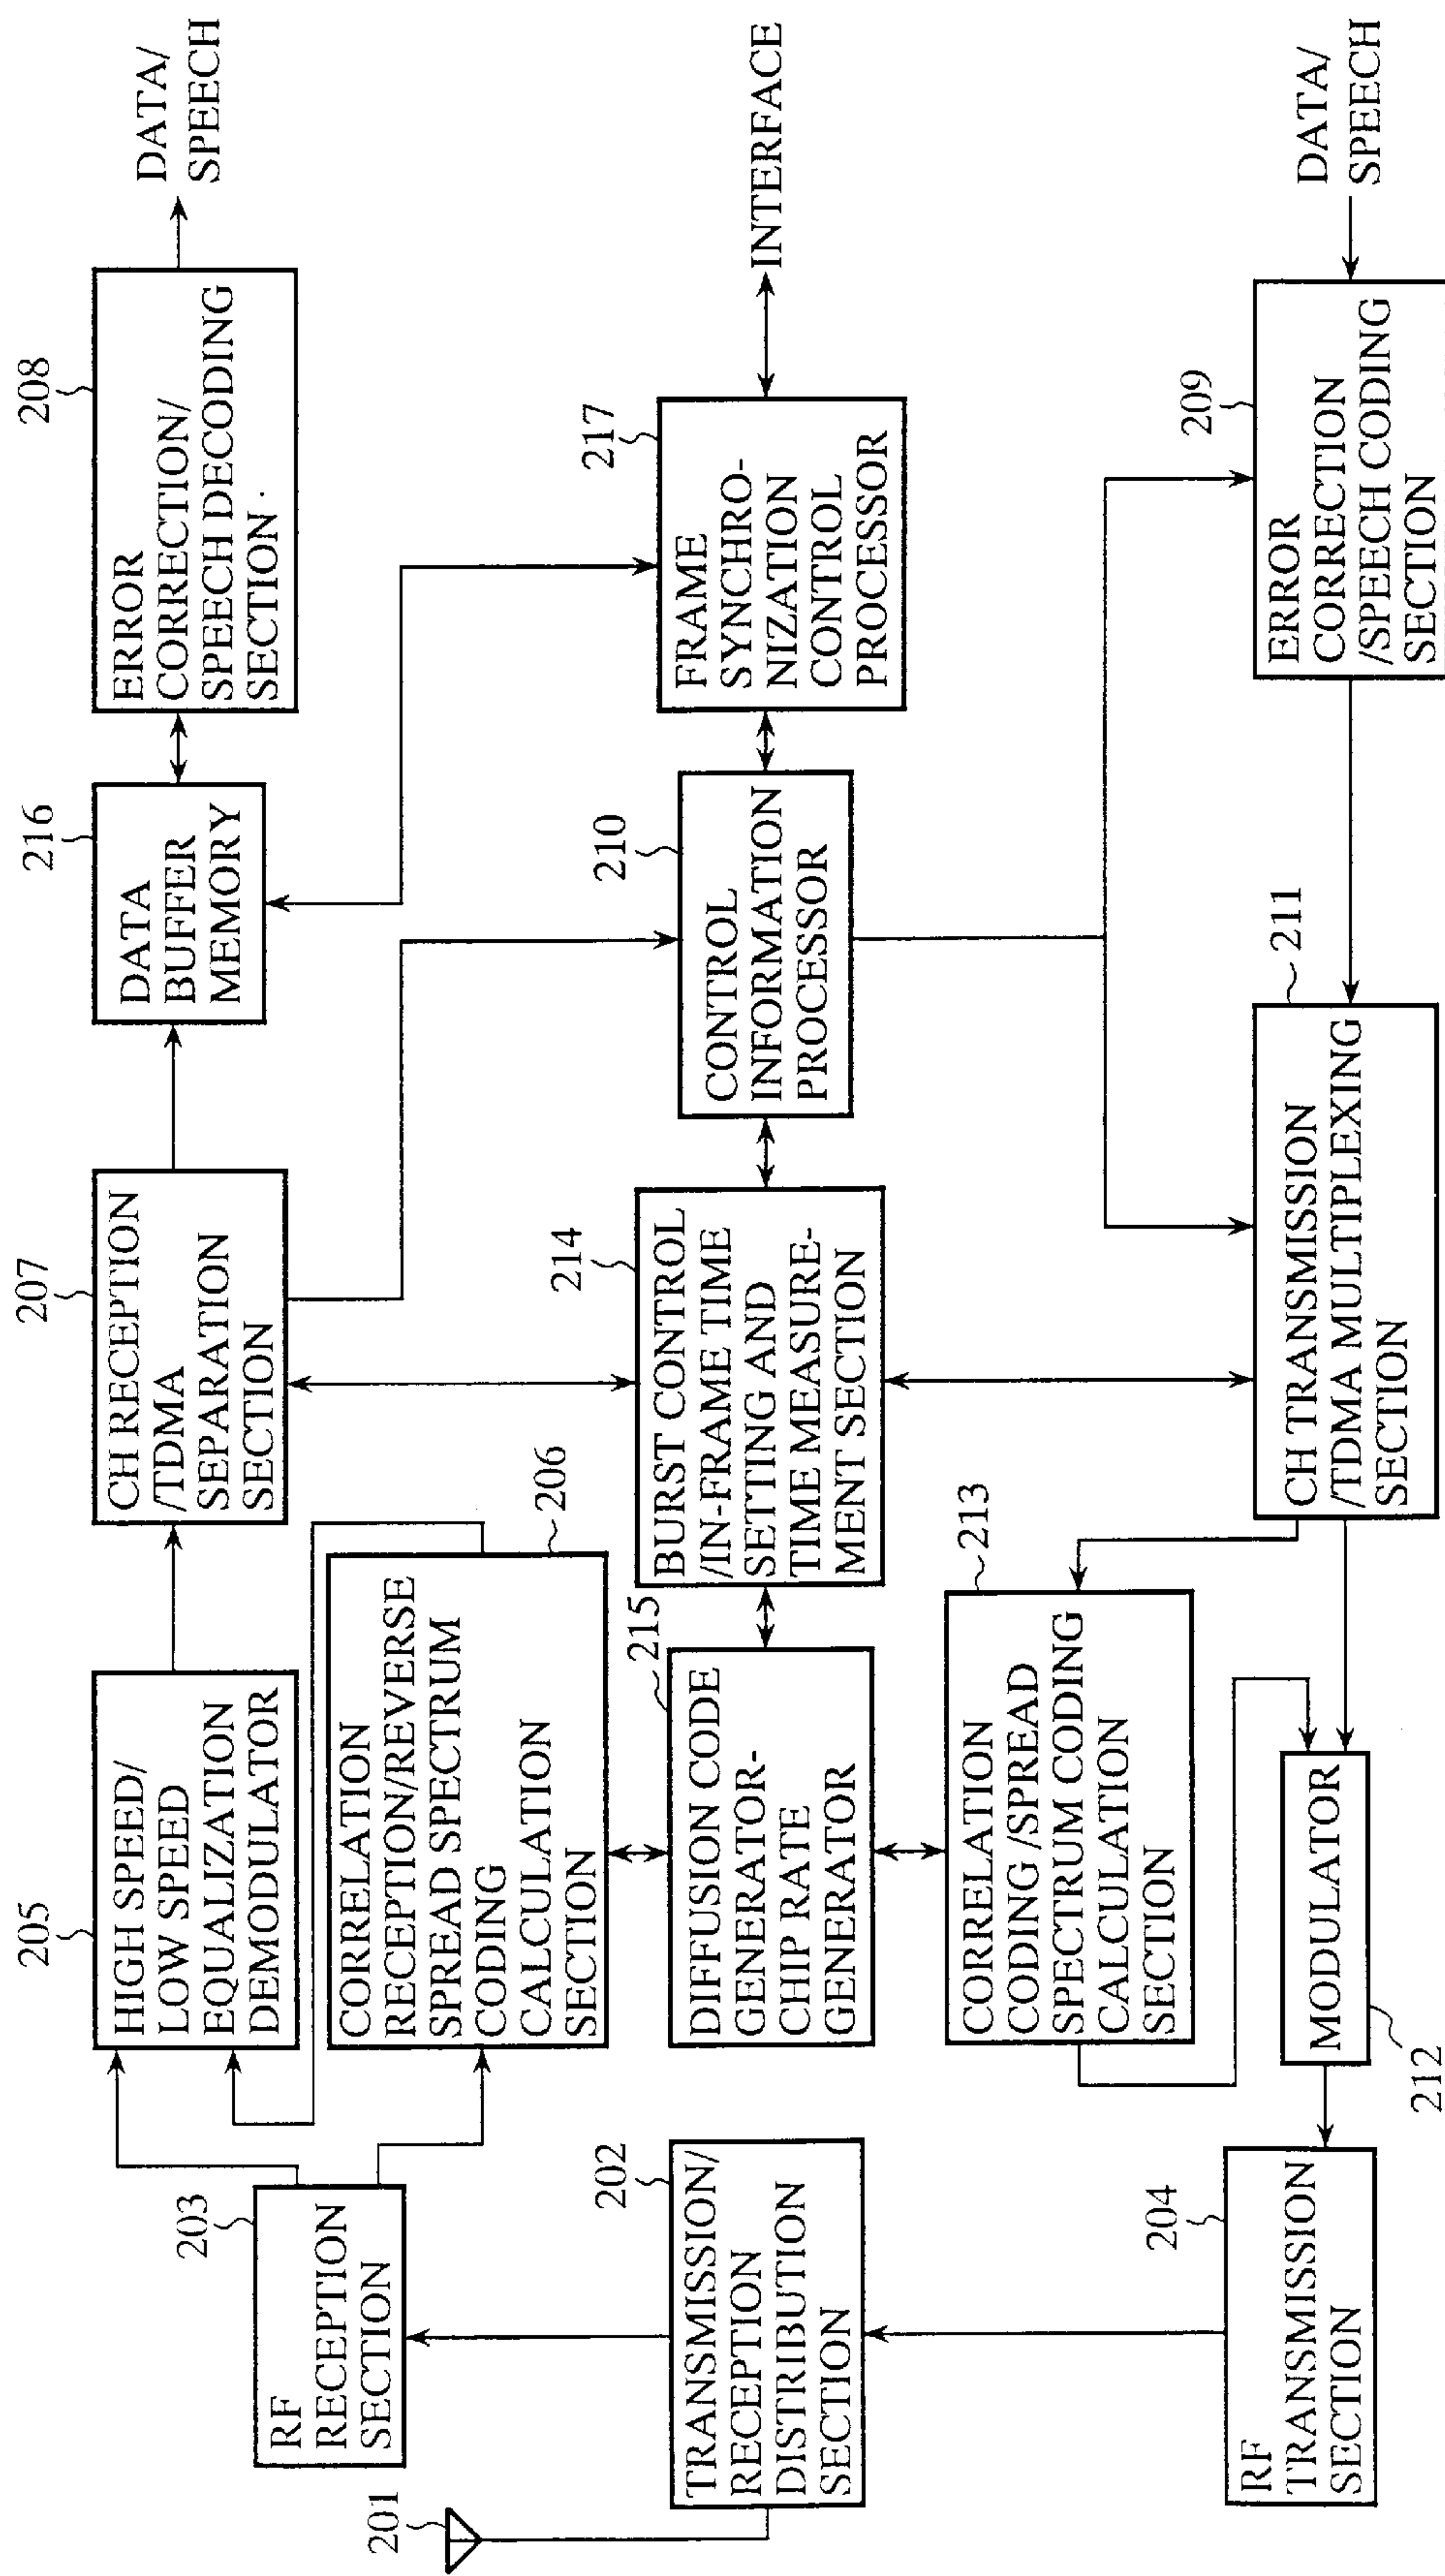 201
203
RF
RECEPTION
SECTION
202
TRANSMISSION/
RECEPTION
DISTRIBUTION
SECTION
204
RF
TRANSMISSION
SECTION
205
HIGH SPEED/
LOW SPEED
EQUALIZATION
DEMODULATOR
206
CORRELATION
RECEPTION/REVERSE
SPREAD SPECTRUM
CODING
CALCULATION
SECTION
215
DIFFUSION CODE
GENERATOR-
CHIP RATE
GENERATOR
213
CORRELATION
CODING /SPREAD
SPECTRUM CODING
CALCULATION
SECTION
MODULATOR
212
207
CH RECEPTION
/TDMA
SEPARATION
SECTION
214
BURST CONTROL
/IN-FRAME TIME
SETTING AND
TIME MEASURE-
MENT SECTION
211
CH TRANSMISSION
/TDMA MULTIPLEXING
SECTION
216
DATA
BUFFER
MEMORY
210
CONTROL
INFORMATION
PROCESSOR
208
ERROR
CORRECTION/
SPEECH DECODING
SECTION
217
FRAME
SYNCHRO-
NIZATION
CONTROL
PROCESSOR
209
ERROR
CORRECTION
/SPEECH CODING
SECTION
DATA/
SPEECH
INTERFACE
DATA/
SPEECH